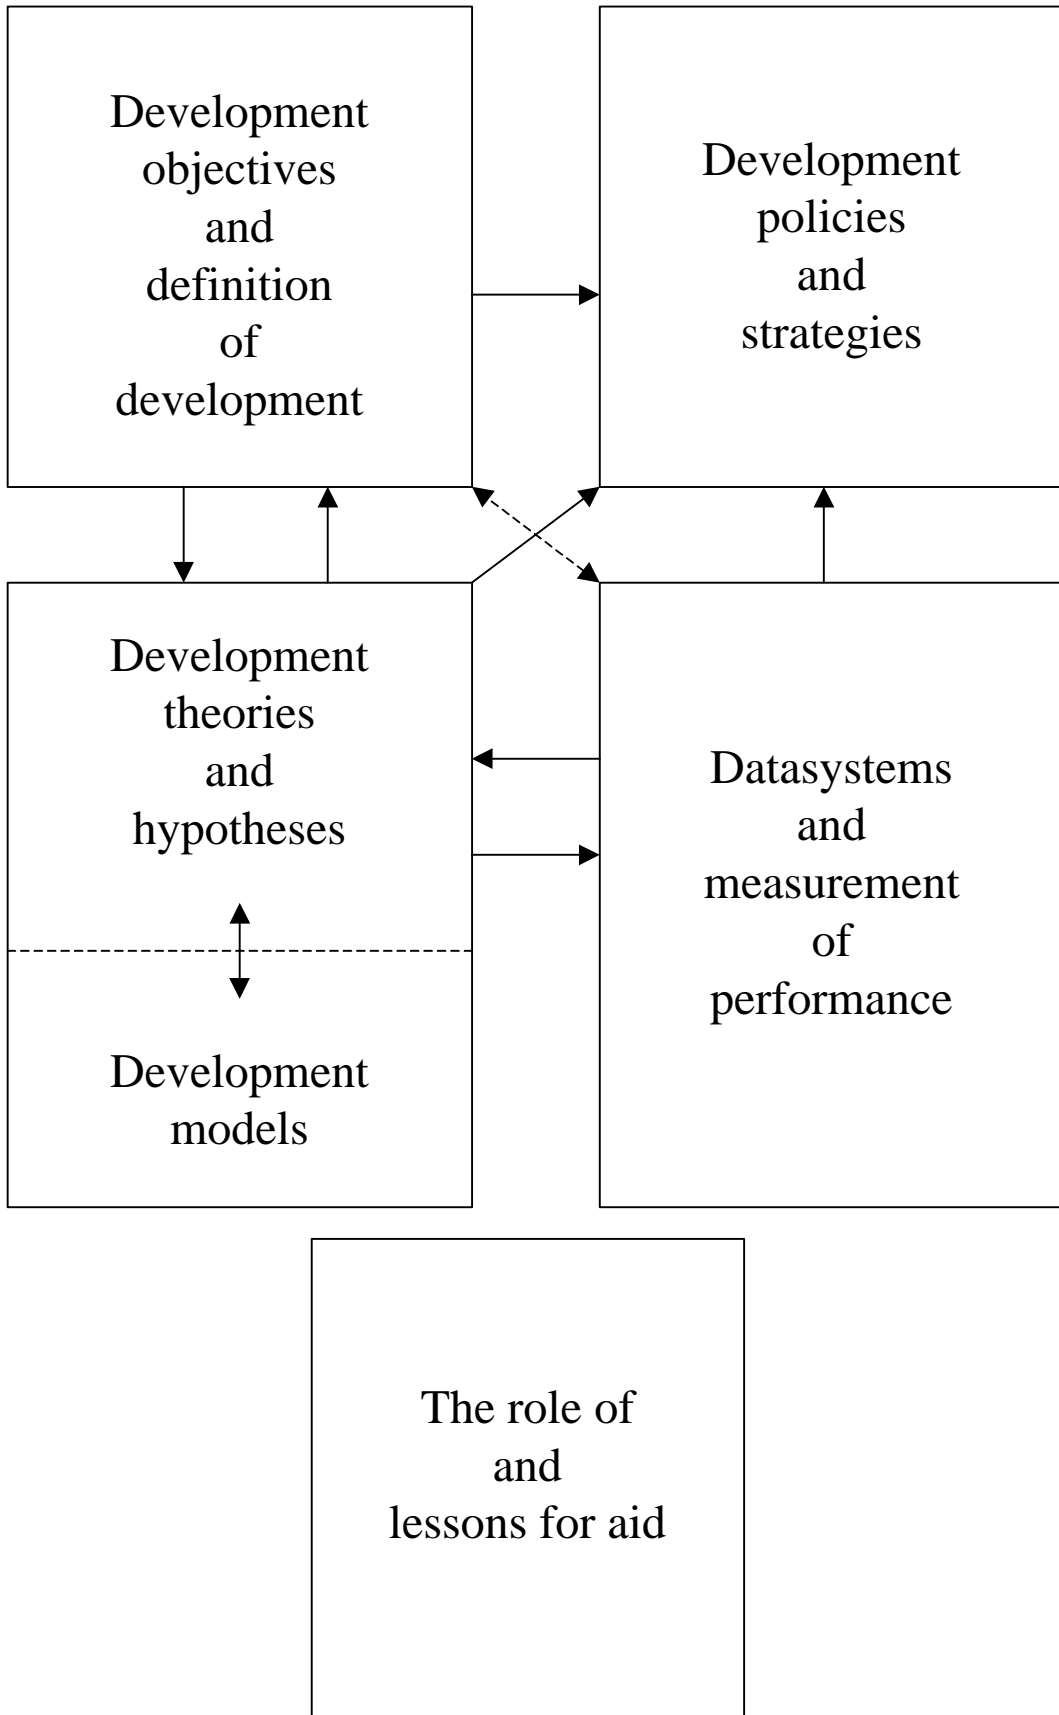 Development
objectives
and
definition
of
development
Development
policies
and
strategies
Development
theories
and
hypotheses
Development
models
Datasystems
and
measurement
of
performance
The role of
and
lessons for aid